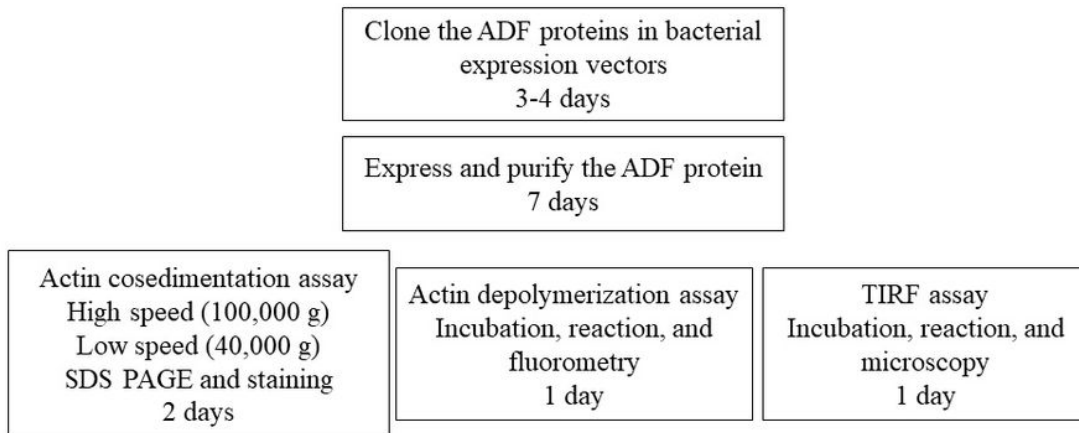 Clone the ADF proteins in bacterial
expression vectors
3-4 days
Express and purify the ADF protein
7 days
Actin cosedimentation assay
High speed (100,000 g)
Low speed (40,000 g)
SDS PAGE and staining
2 days
Actin depolymerization assay
Incubation, reaction, and
fluorometry
1 day
TIRF assay
Incubation, reaction, and
microscopy
1 day